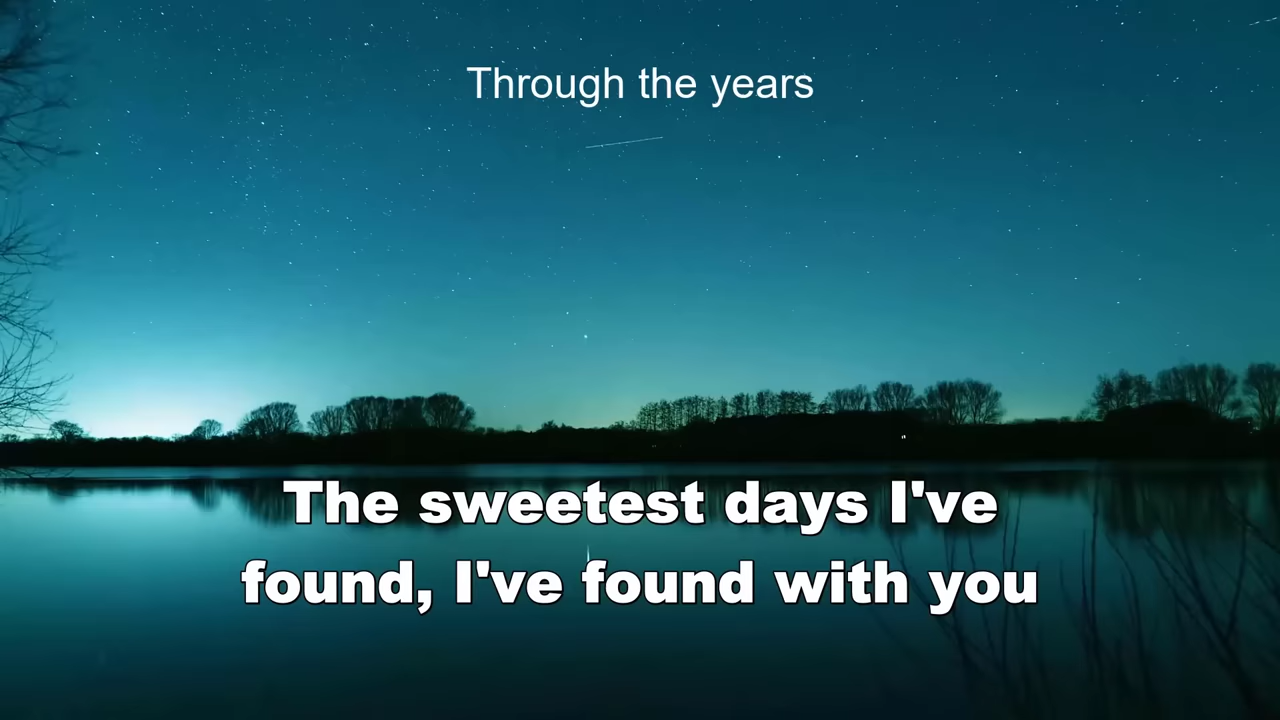 Through the years
The sweetest days I've
found, I've found with you